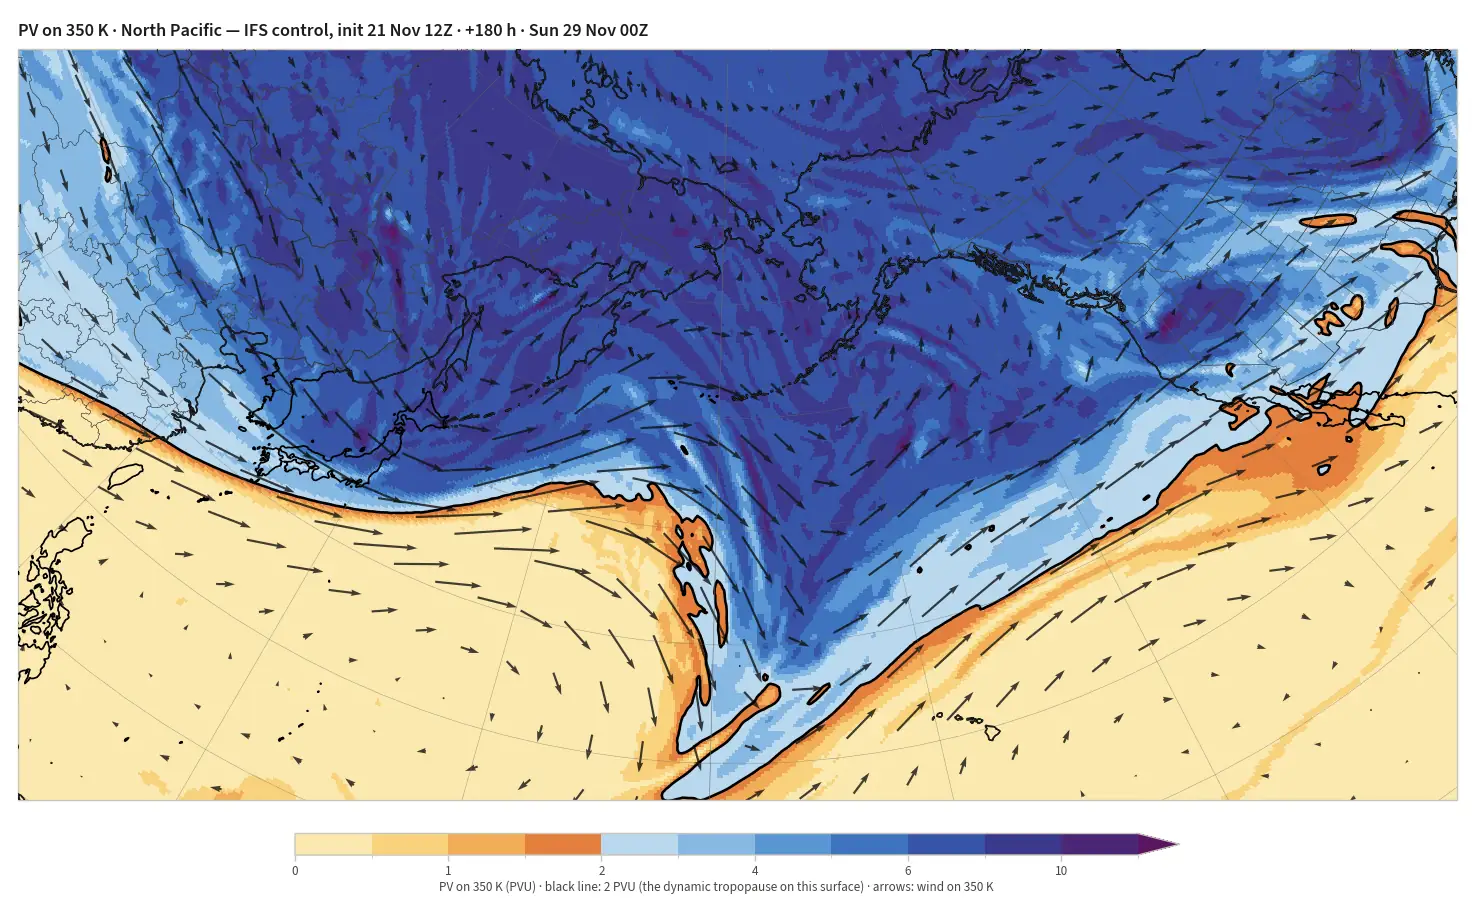 PV on 350 K · North Pacific — IFS control, init 21 Nov 12Z · +180 h · Sun 29 Nov 00Z
0 1 2 4 6 10
PV on 350 K (PVU) · black line: 2 PVU (the dynamic tropopause on this surface) · arrows: wind on 350 K